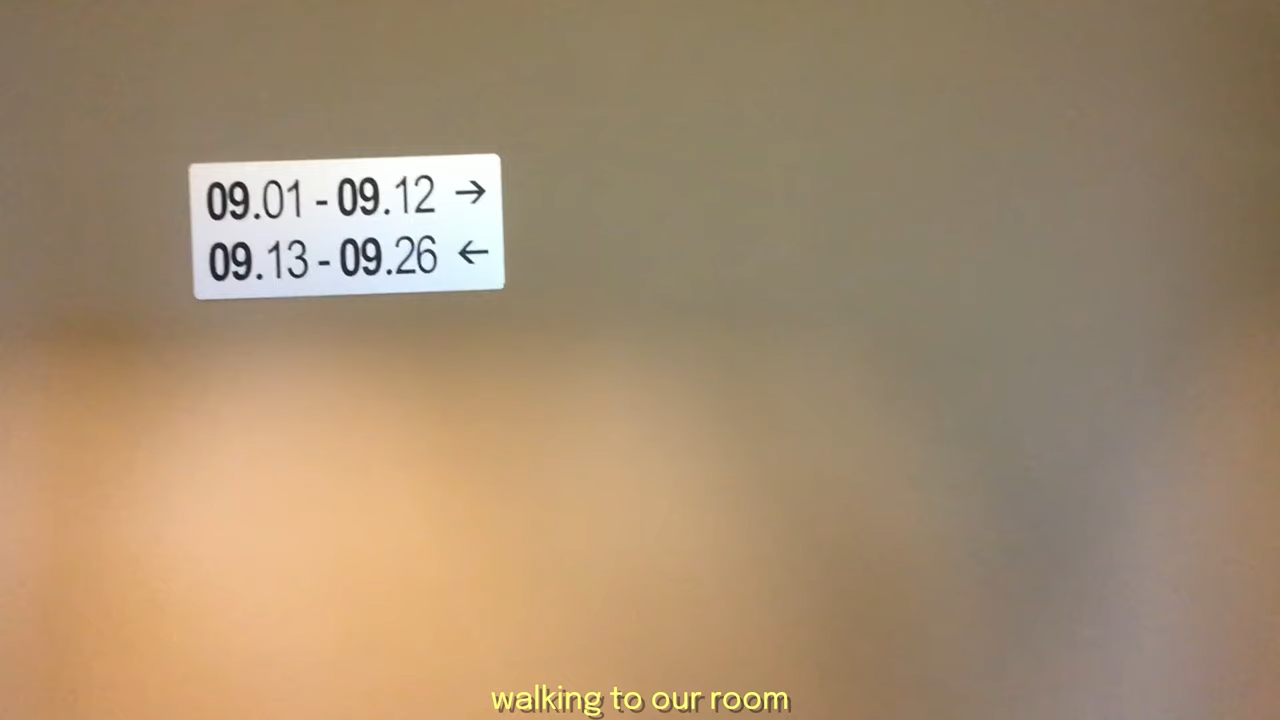 09.01 - 09.12 →
09.13 - 09.26 ←
walking to our room